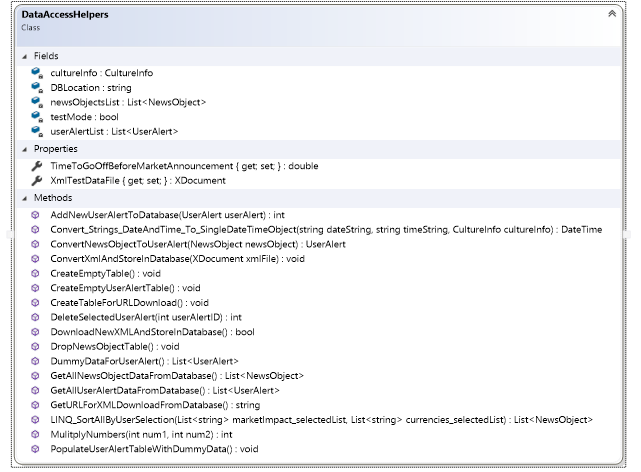 DataAccessHelpers
Class
Fields
cultureInfo : CultureInfo
DBLocation : string
newsObjectsList : List<NewsObject>
testMode : bool
userAlertList : List<UserAlert>
Properties
TimeToGoOffBeforeMarketAnnouncement { get; set; } : double
XmlTestDataFile { get; set; } : XDocument
Methods
AddNewUserAlertToDatabase(UserAlert userAlert) : int
Convert_Strings_DateAndTime_To_SingleDateTimeObject(string dateString, string timeString, CultureInfo cultureInfo) : DateTime
ConvertNewsObjectToUserAlert(NewsObject newsObject) : UserAlert
ConvertXmlAndStoreInDatabase(XDocument xmlFile) : void
CreateEmptyTable() : void
CreateEmptyUserAlertTable() : void
CreateTableForURLDownload() : void
DeleteSelectedUserAlert(int userAlertID) : int
DownloadNewXMLAndStoreInDatabase() : bool
DropNewsObjectTable() : void
DummyDataForUserAlert() : List<UserAlert>
GetAllNewsObjectDataFromDatabase() : List<NewsObject>
GetAllUserAlertDataFromDatabase() : List<UserAlert>
GetURLForXMLDownloadFromDatabase() : string
LINQ_SortAllByUserSelection(List<string> marketImpact_selectedList, List<string> currencies_selectedList) : List<NewsObject>
MulitplyNumbers(int num1, int num2) : int
PopulateUserAlertTableWithDummyData() : void